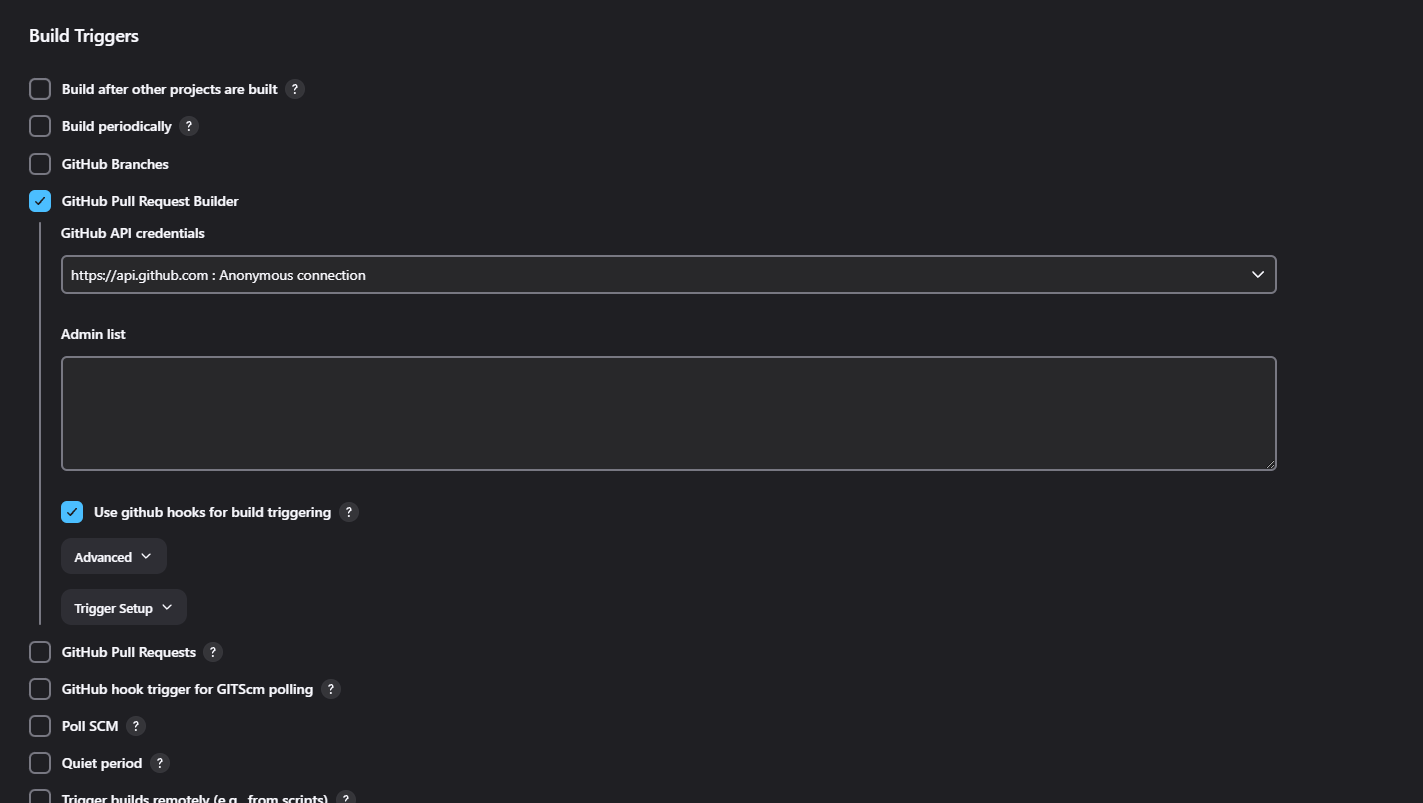 Build Triggers
Build after other projects are built ?
Build periodically ?
GitHub Branches
GitHub Pull Request Builder
GitHub API credentials
https://api.github.com : Anonymous connection
Admin list
Use github hooks for build triggering ?
Advanced
Trigger Setup
GitHub Pull Requests ?
GitHub hook trigger for GITScm polling ?
Poll SCM ?
Quiet period ?
Trigger builds remotely (e.g., from scripts) ?